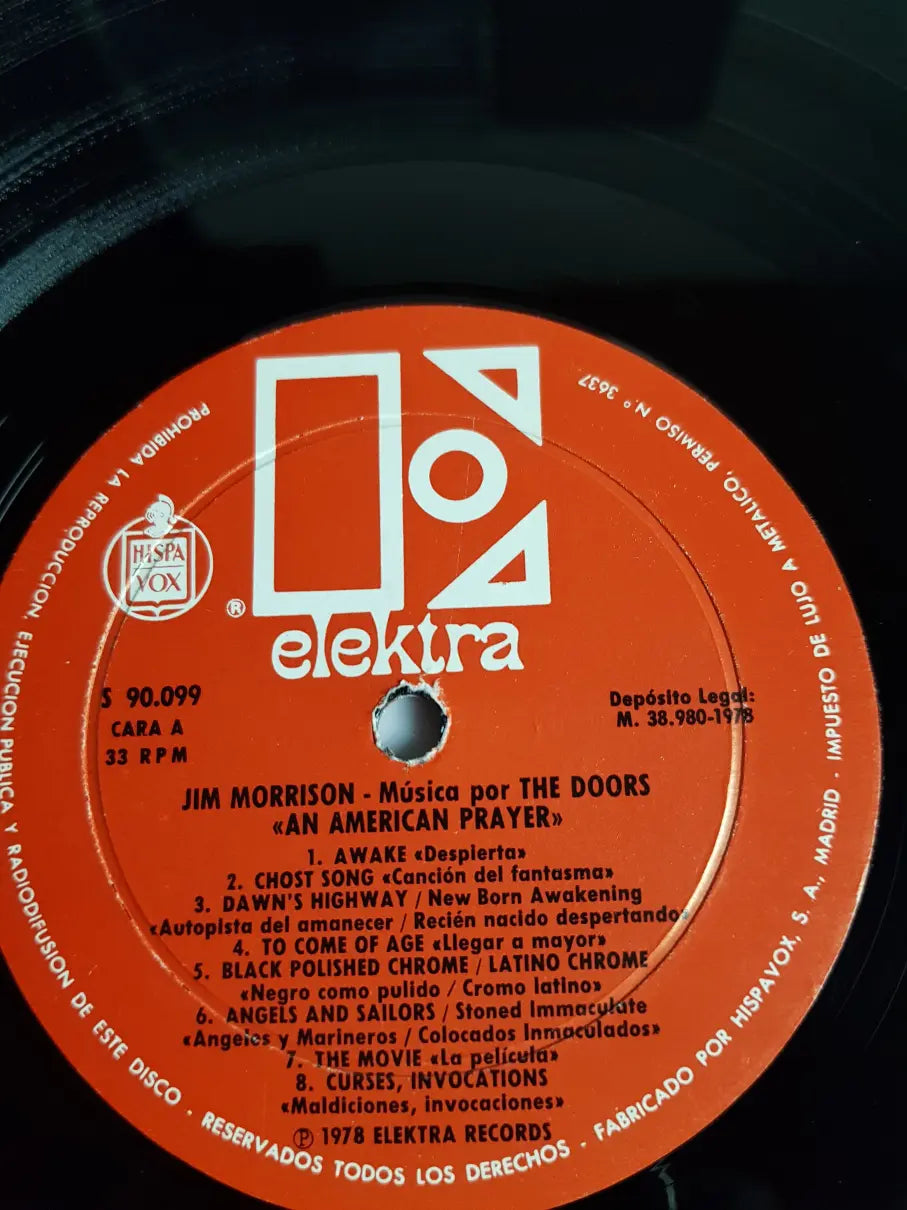 PROHIBIDA LA REPRODUCCION, EJECUCION PUBLICA Y RADIODIFUSION DE ESTE DISCO · RESERVADOS TODOS LOS DERECHOS · FABRICADO POR HISPAVOX, S. A., MADRID · IMPUESTO DE LUJO A METALICO, PERMISO N.º 3637
HISPA
VOX
®
elektra
S 90.099
CARA A
33 RPM
Depósito Legal:
M. 38.980-1978
JIM MORRISON - Música por THE DOORS
«AN AMERICAN PRAYER»
1. AWAKE «Despierta»
2. CHOST SONG «Canción del fantasma»
3. DAWN'S HIGHWAY / New Born Awakening
«Autopista del amanecer / Recién nacido despertando»
4. TO COME OF AGE «Llegar a mayor»
5. BLACK POLISHED CHROME / LATINO CHROME
«Negro como pulido / Cromo latino»
6. ANGELS AND SAILORS / Stoned Immaculate
«Angelos y Marineros / Colocados Inmaculados»
7. THE MOVIE «La película»
8. CURSES, INVOCATIONS
«Maldiciones, invocaciones»
Ⓟ 1978 ELEKTRA RECORDS